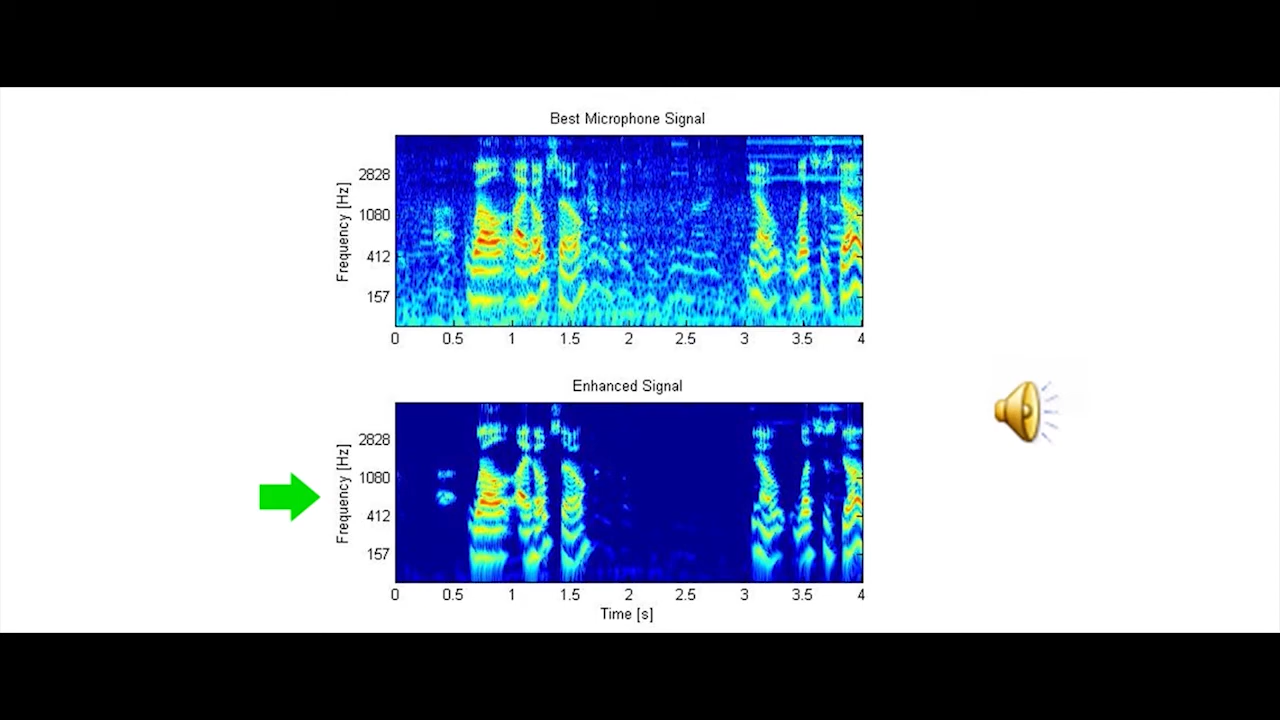 Best Microphone Signal
Frequency [Hz]
2828
1080
412
157
0 0.5 1 1.5 2 2.5 3 3.5 4
Enhanced Signal
Frequency [Hz]
2828
1080
412
157
0 0.5 1 1.5 2 2.5 3 3.5 4
Time [s]